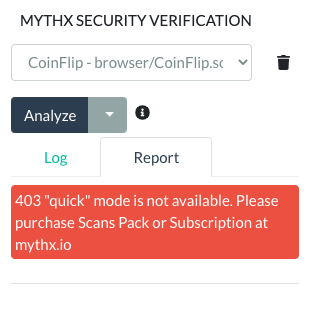 MYTHX SECURITY VERIFICATION
CoinFlip - browser/CoinFlip.sc
Analyze
Log
Report
403 "quick" mode is not available. Please
purchase Scans Pack or Subscription at
mythx.io